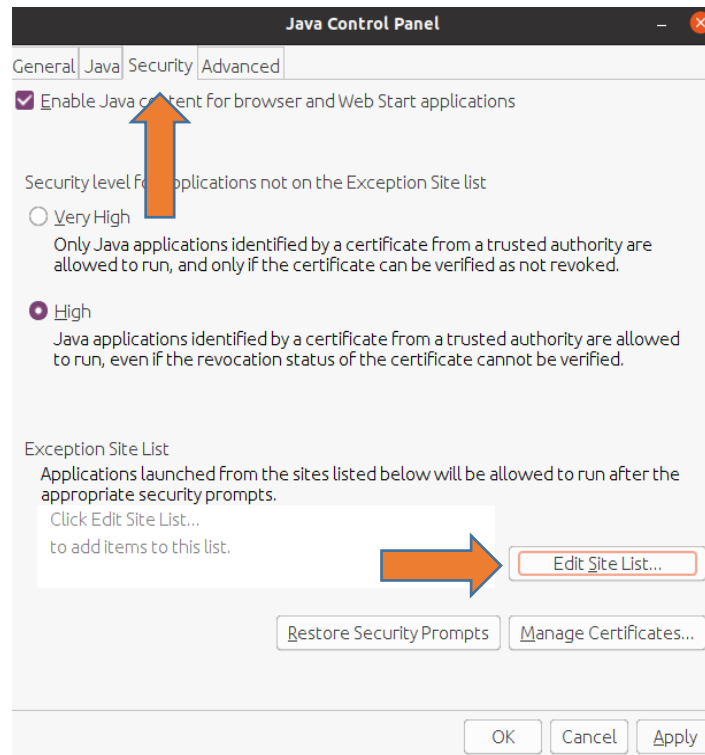 Java Control Panel
General Java Security Advanced
Enable Java content for browser and Web Start applications
Security level for applications not on the Exception Site list
Very High
Only Java applications identified by a certificate from a trusted authority are
allowed to run, and only if the certificate can be verified as not revoked.
High
Java applications identified by a certificate from a trusted authority are allowed
to run, even if the revocation status of the certificate cannot be verified.
Exception Site List
Applications launched from the sites listed below will be allowed to run after the
appropriate security prompts.
Click Edit Site List...
to add items to this list.
Edit Site List...
Restore Security Prompts Manage Certificates...
OK Cancel Apply